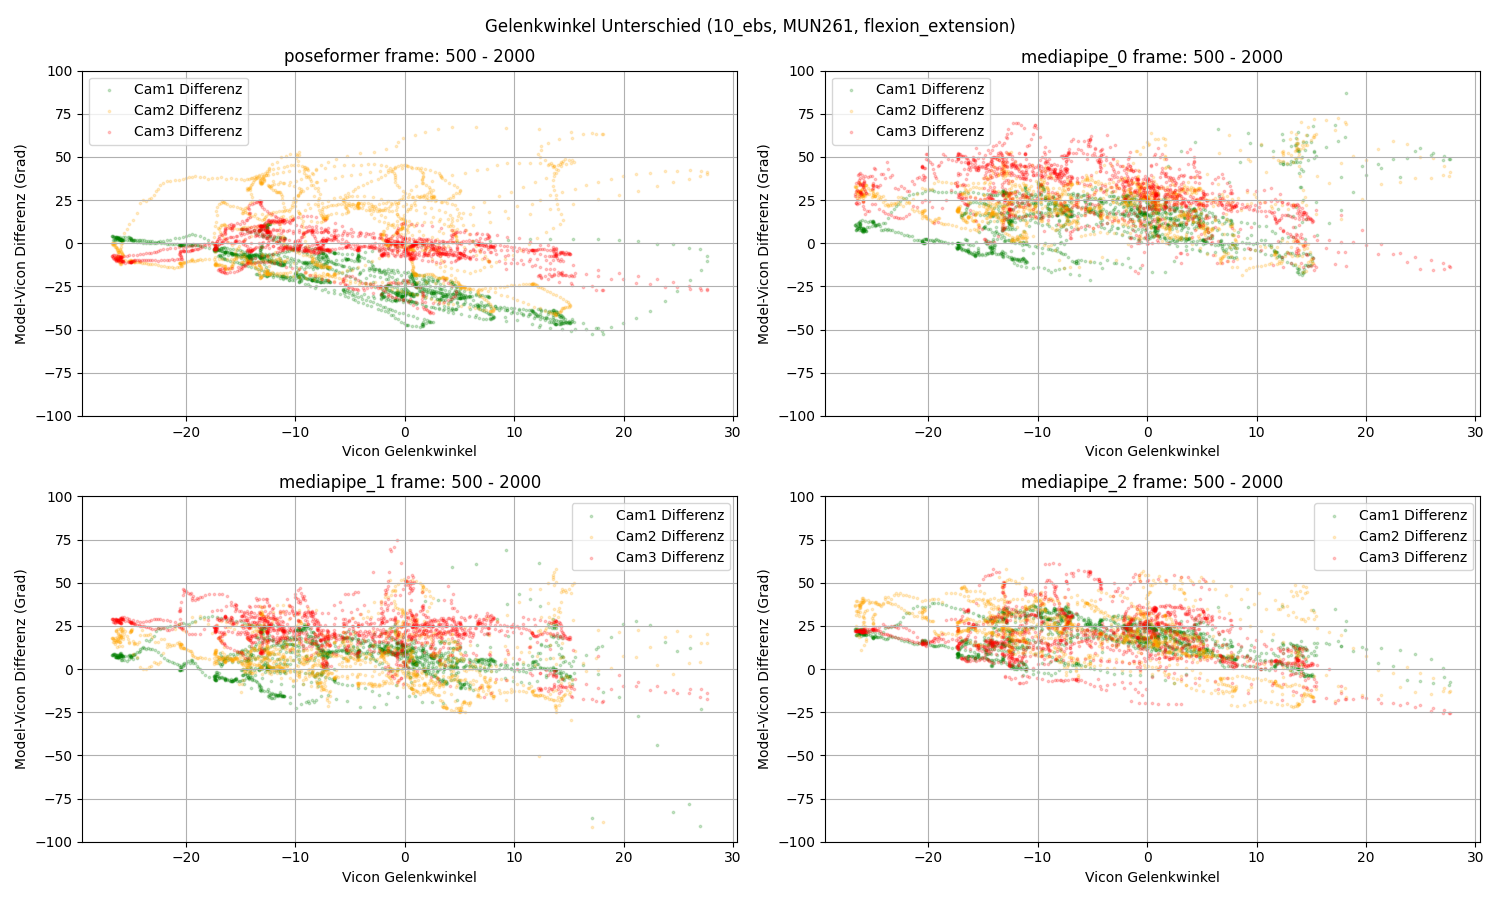 Gelenkwinkel Unterschied (10_ebs, MUN261, flexion_extension)
poseformer frame: 500 - 2000
100
75
50
25
0
−25
−50
−75
−100
Model-Vicon Differenz (Grad)
Cam1 Differenz
Cam2 Differenz
Cam3 Differenz
−20 −10 0 10 20 30
Vicon Gelenkwinkel
mediapipe_0 frame: 500 - 2000
100
75
50
25
0
−25
−50
−75
−100
Model-Vicon Differenz (Grad)
Cam1 Differenz
Cam2 Differenz
Cam3 Differenz
−20 −10 0 10 20 30
Vicon Gelenkwinkel
mediapipe_1 frame: 500 - 2000
100
75
50
25
0
−25
−50
−75
−100
Model-Vicon Differenz (Grad)
Cam1 Differenz
Cam2 Differenz
Cam3 Differenz
−20 −10 0 10 20 30
Vicon Gelenkwinkel
mediapipe_2 frame: 500 - 2000
100
75
50
25
0
−25
−50
−75
−100
Model-Vicon Differenz (Grad)
Cam1 Differenz
Cam2 Differenz
Cam3 Differenz
−20 −10 0 10 20 30
Vicon Gelenkwinkel